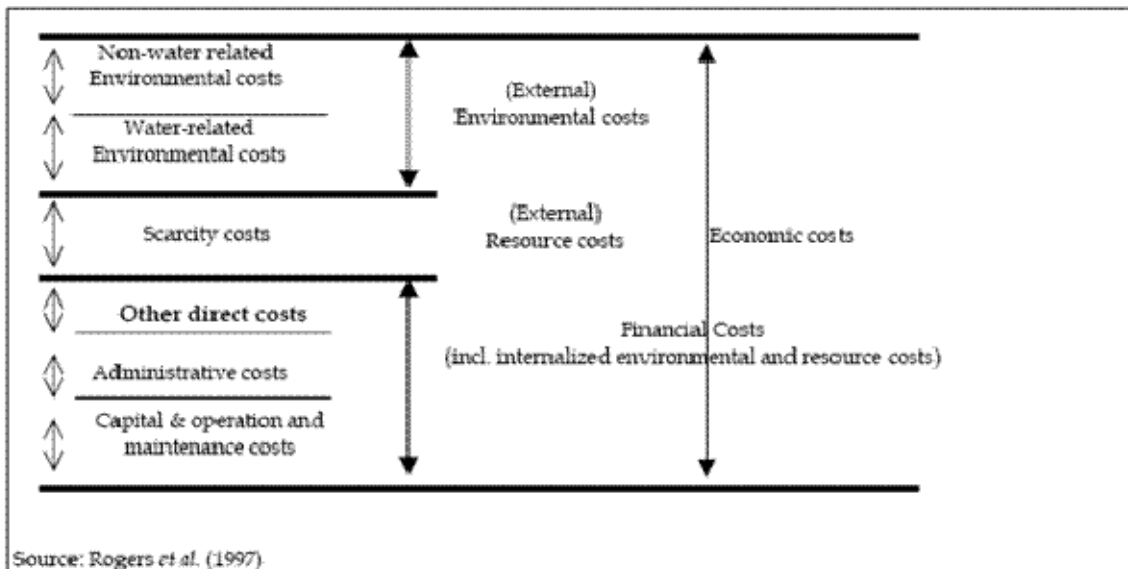 Non-water related
Environmental costs
(External)
Environmental costs
Water-related
Environmental costs
Scarcity costs
(External)
Resource costs
Economic costs
Other direct costs
Financial Costs
(incl. internalized environmental and resource costs)
Administrative costs
Capital & operation and
maintenance costs
Source: Rogers et al. (1997)